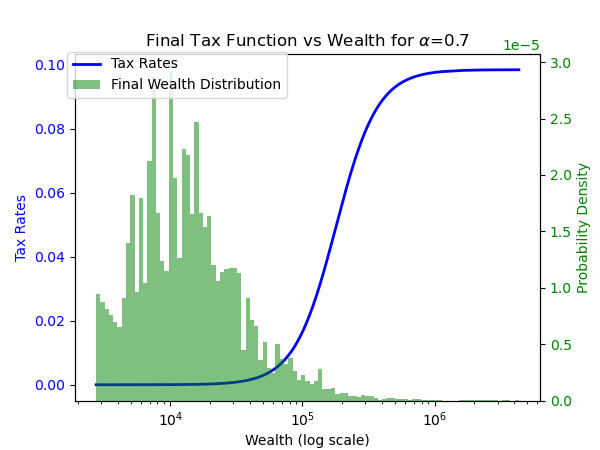 Final Tax Function vs Wealth for α=0.7
1e−5
Tax Rates
Final Wealth Distribution
0.10
0.08
0.06
0.04
0.02
0.00
Tax Rates
3.0
2.5
2.0
1.5
1.0
0.5
0.0
Probability Density
10⁴
10⁵
10⁶
Wealth (log scale)